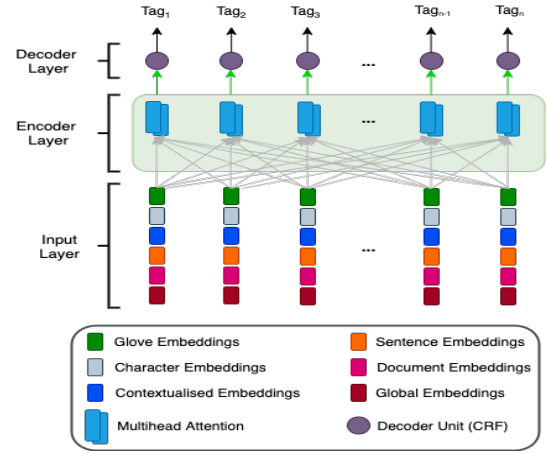 Tag1 Tag2 Tag3 Tagn-1 Tagn
Decoder
Layer
...
Encoder
Layer
...
Input
Layer
...
Glove Embeddings Sentence Embeddings
Character Embeddings Document Embeddings
Contextualised Embeddings Global Embeddings
Multihead Attention Decoder Unit (CRF)